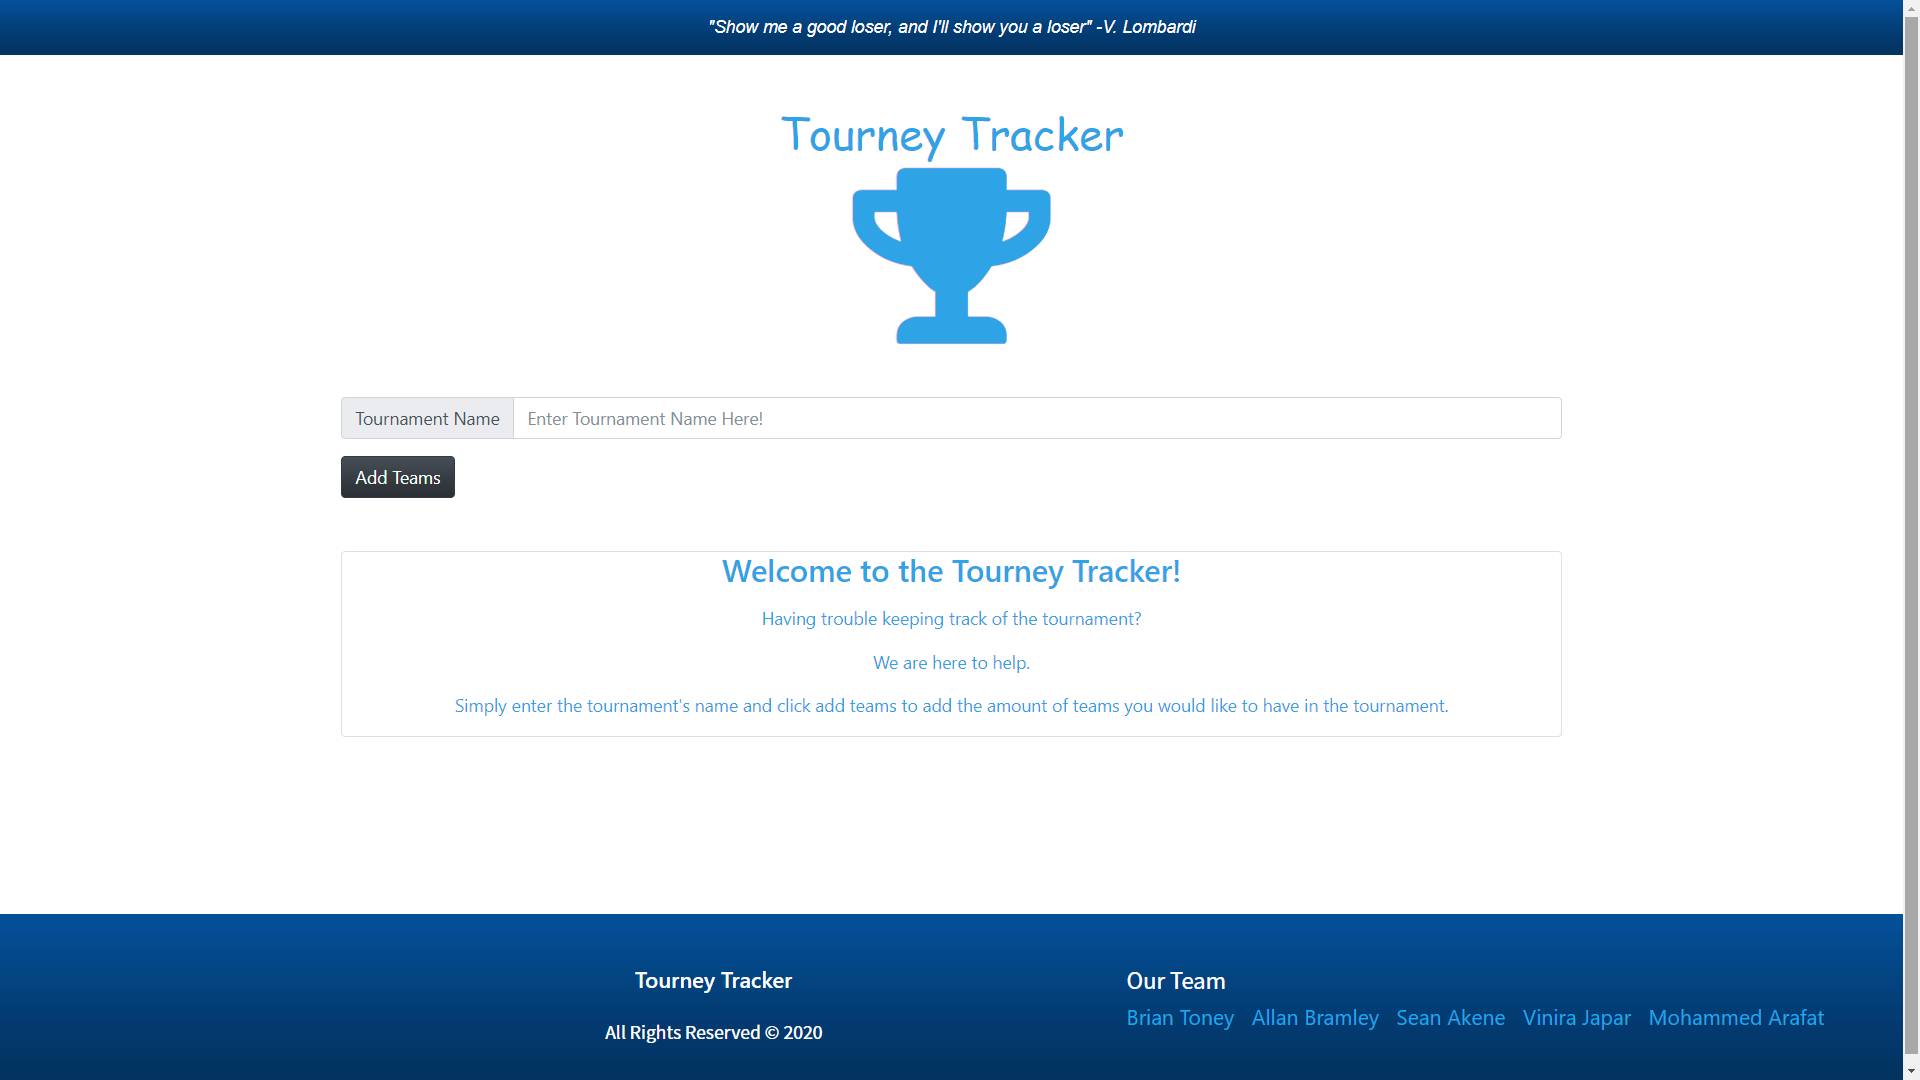 "Show me a good loser, and I'll show you a loser" -V. Lombardi
Tourney Tracker
Tournament Name
Enter Tournament Name Here!
Add Teams
Welcome to the Tourney Tracker!
Having trouble keeping track of the tournament?
We are here to help.
Simply enter the tournament's name and click add teams to add the amount of teams you would like to have in the tournament.
Tourney Tracker
All Rights Reserved © 2020
Our Team
Brian Toney Allan Bramley Sean Akene Vinira Japar Mohammed Arafat